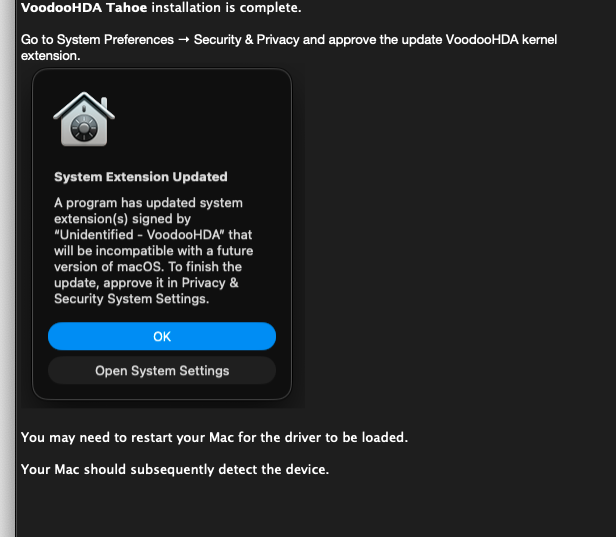 VoodooHDA Tahoe installation is complete.
Go to System Preferences → Security & Privacy and approve the update VoodooHDA kernel
extension.
System Extension Updated
A program has updated system
extension(s) signed by
"Unidentified - VoodooHDA" that
will be incompatible with a future
version of macOS. To finish the
update, approve it in Privacy &
Security System Settings.
OK
Open System Settings
You may need to restart your Mac for the driver to be loaded.
Your Mac should subsequently detect the device.